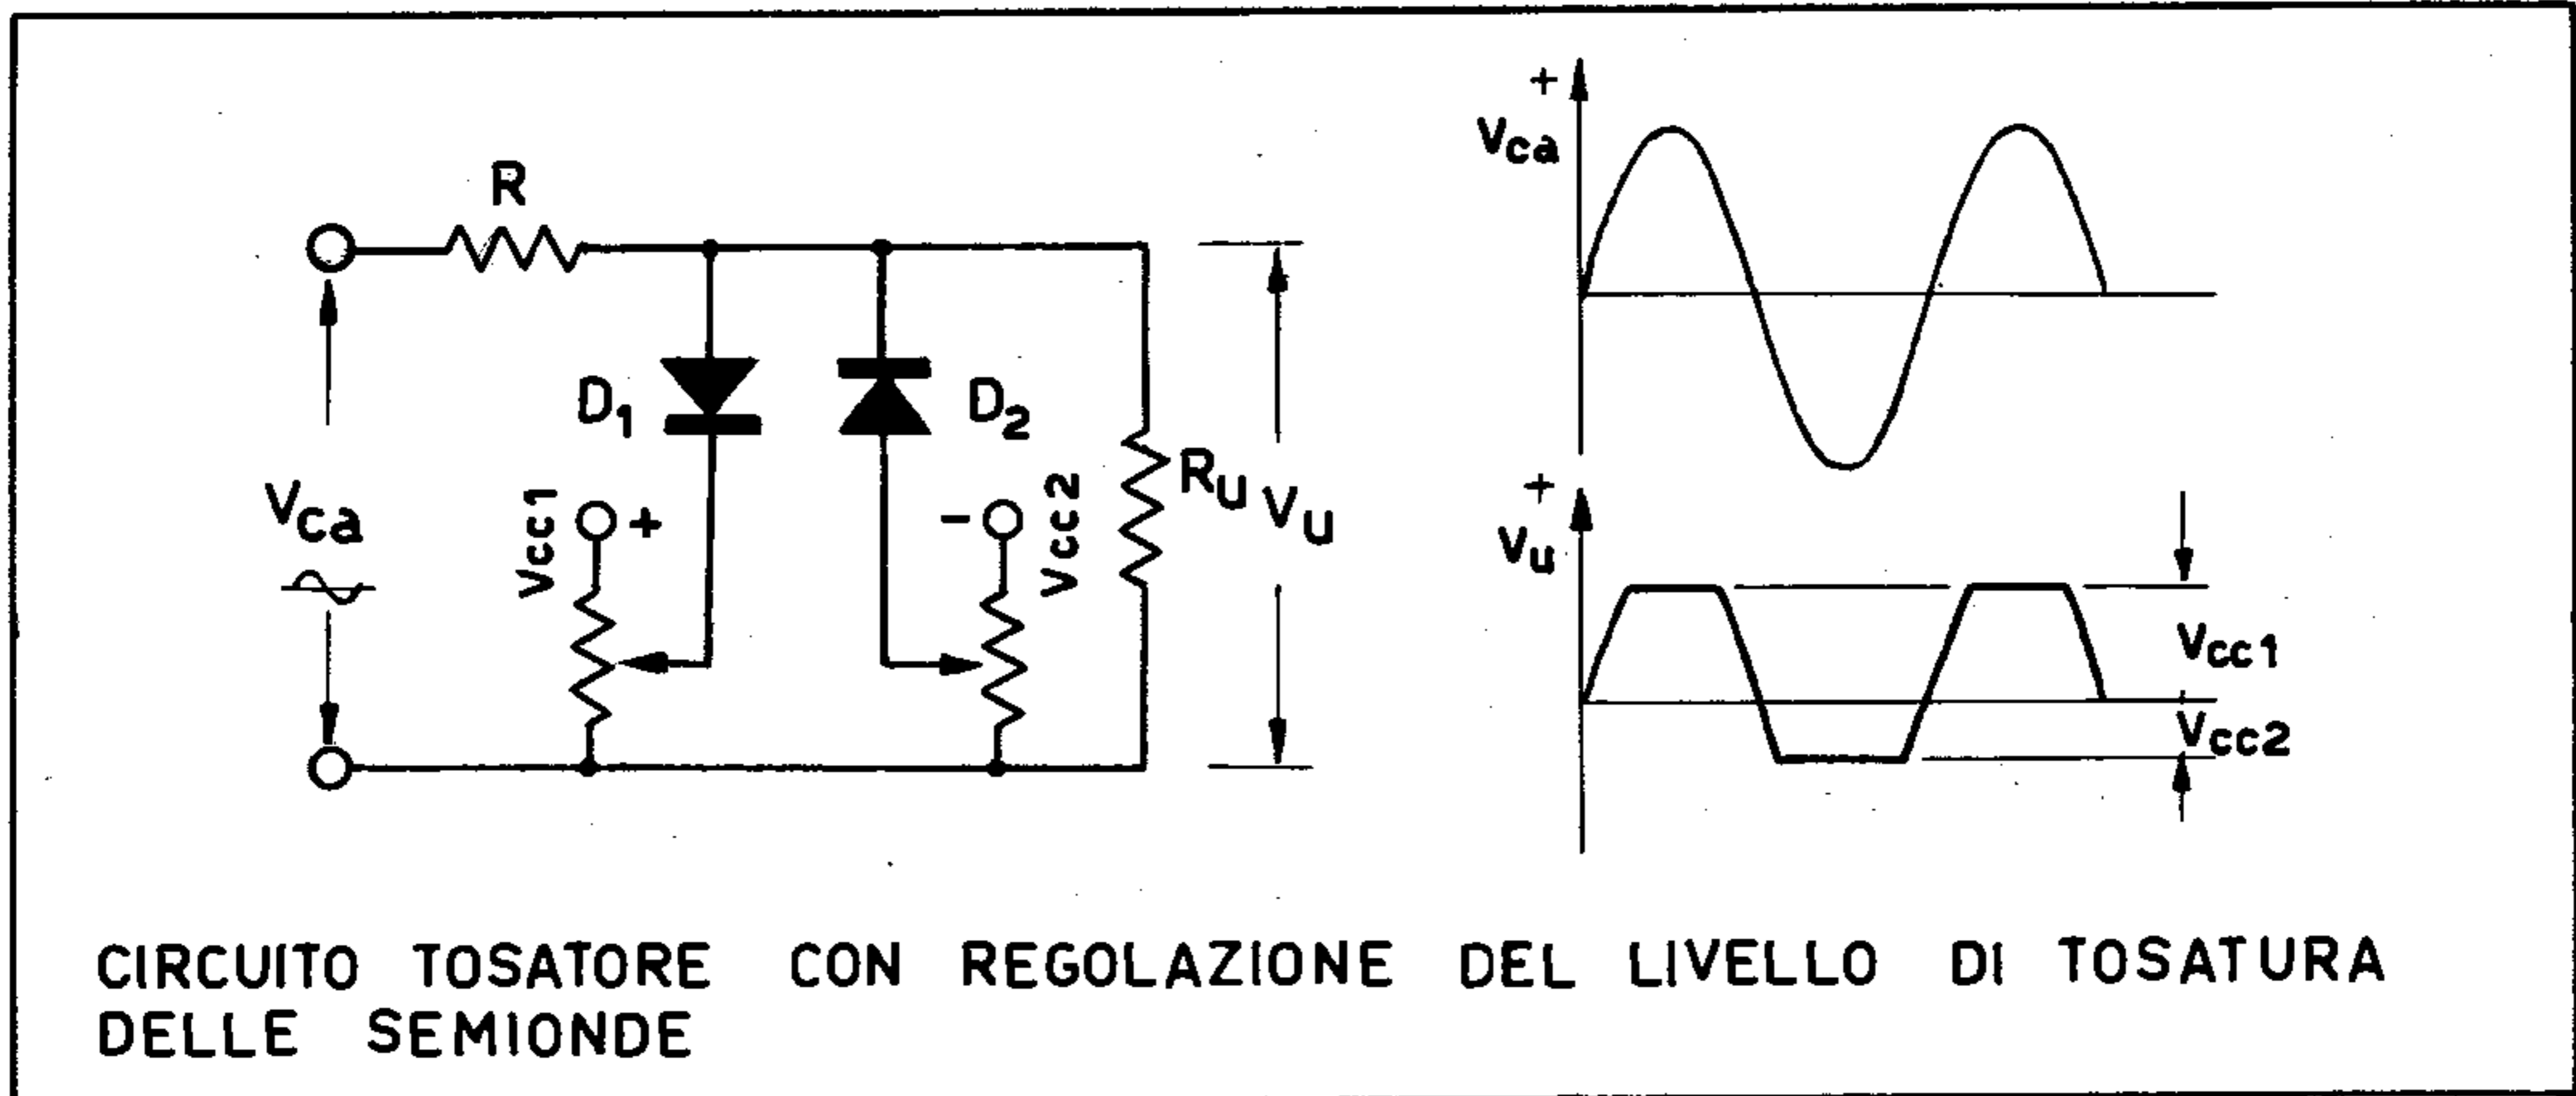 R
D1
D2
Vca
Vcc1
+
-
Vcc2
Ru
Vu
+
Vca
+
Vu
Vcc1
Vcc2
CIRCUITO TOSATORE CON REGOLAZIONE DEL LIVELLO DI TOSATURA
DELLE SEMIONDE